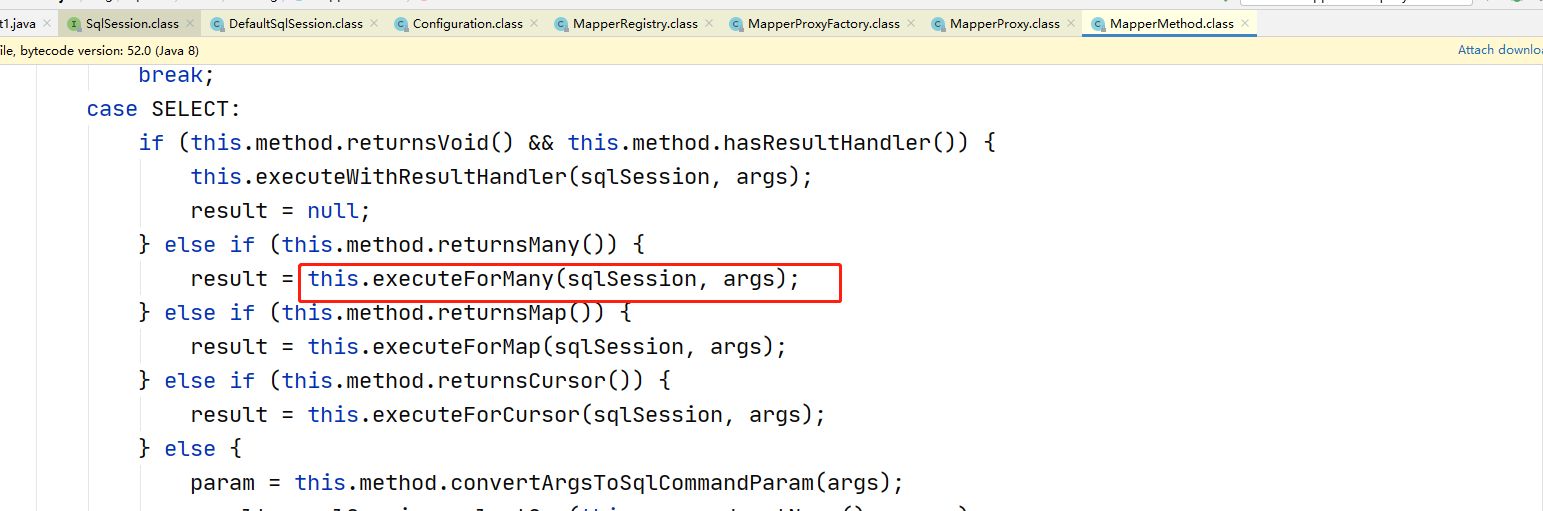 t1.java SqlSession.class DefaultSqlSession.class Configuration.class MapperRegistry.class MapperProxyFactory.class MapperProxy.class MapperMethod.class
file, bytecode version: 52.0 (Java 8) Attach downloa
break;
case SELECT:
if (this.method.returnsVoid() && this.method.hasResultHandler()) {
this.executeWithResultHandler(sqlSession, args);
result = null;
} else if (this.method.returnsMany()) {
result = this.executeForMany(sqlSession, args);
} else if (this.method.returnsMap()) {
result = this.executeForMap(sqlSession, args);
} else if (this.method.returnsCursor()) {
result = this.executeForCursor(sqlSession, args);
} else {
param = this.method.convertArgsToSqlCommandParam(args);